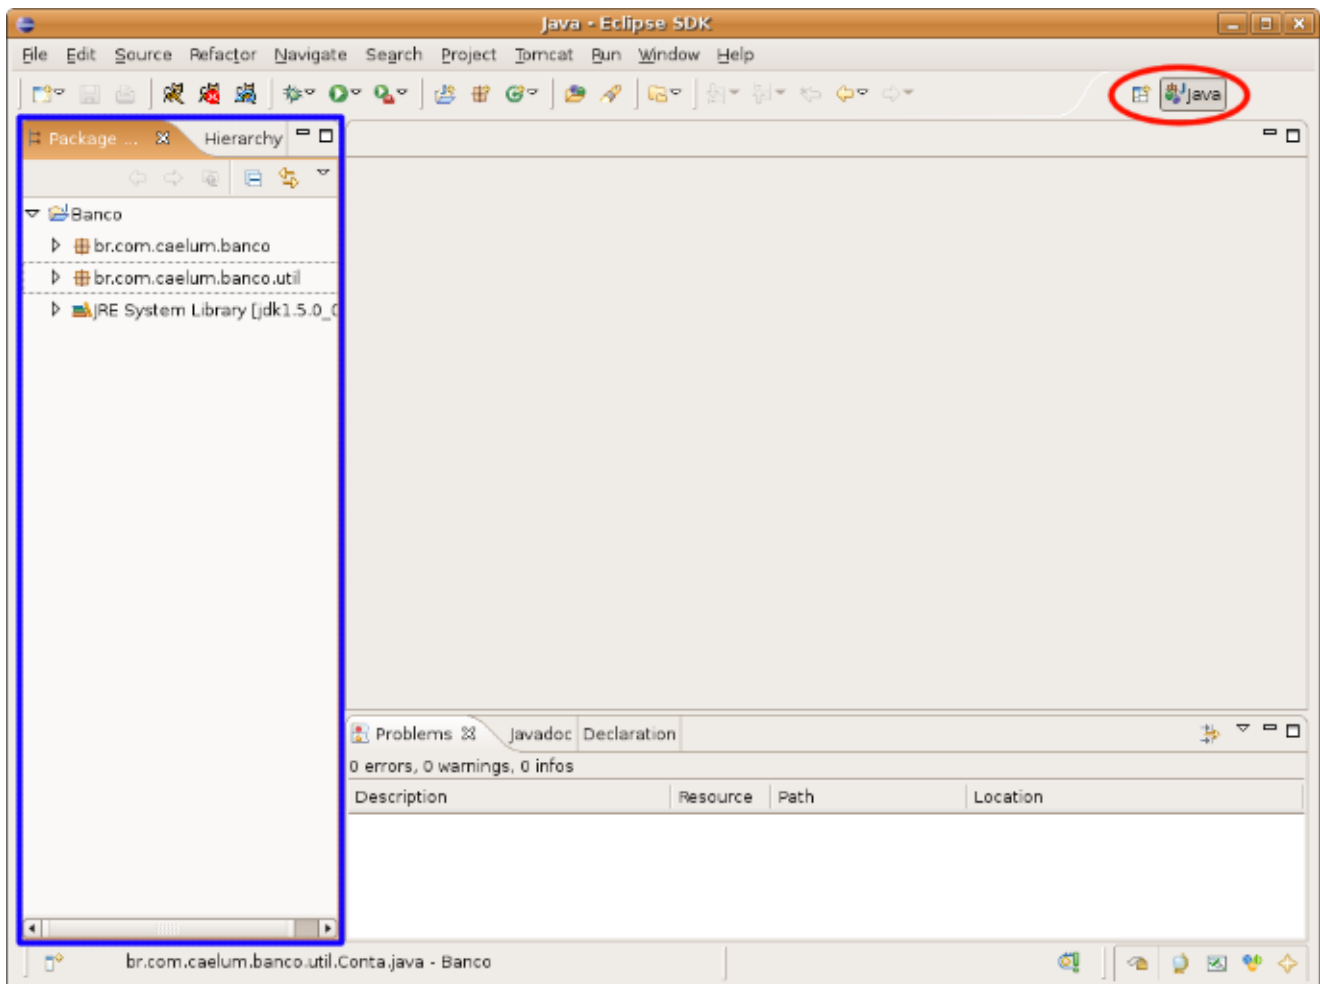 Java - Eclipse SDK
File Edit Source Refactor Navigate Search Project Tomcat Run Window Help
Java
Package ... Hierarchy
Banco
br.com.caelum.banco
br.com.caelum.banco.util
JRE System Library [jdk1.5.0_0
Problems Javadoc Declaration
0 errors, 0 warnings, 0 infos
Description Resource Path Location
br.com.caelum.banco.util.Conta.java - Banco